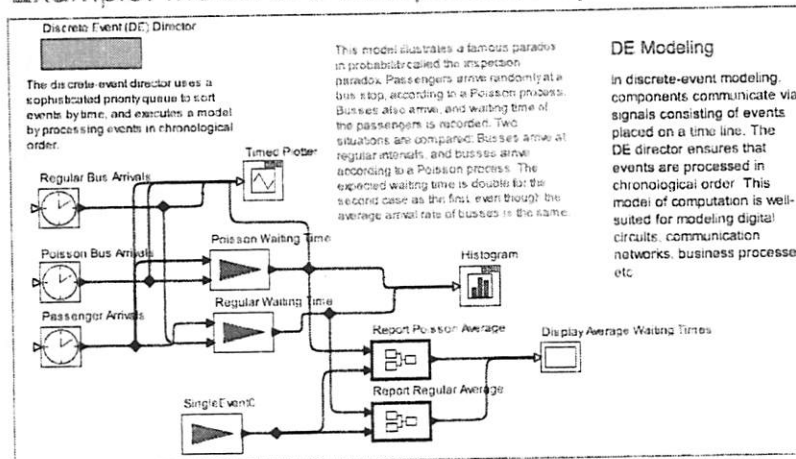 Discrete Event (DE) Director
The discrete-event director uses a
sophisticated priority queue to sort
events by time, and executes a model
by processing events in chronological
order.
This model illustrates a famous paradox
in probability called the inspection
paradox. Passengers arrive randomly at a
bus stop, according to a Poisson process.
Busses also arrive, and waiting time of
the passengers is recorded. Two
situations are compared: Busses arrive at
regular intervals, and busses arrive
according to a Poisson process. The
expected waiting time is double for the
second case as the first, even though the
average arrival rate of busses is the same.
DE Modeling
In discrete-event modeling,
components communicate via
signals consisting of events
placed on a time line. The
DE director ensures that
events are processed in
chronological order. This
model of computation is well-
suited for modeling digital
circuits, communication
networks, business processe
etc.
Timed Plotter
Regular Bus Arrivals
Poisson Waiting Time
Poisson Bus Arrivals
Histogram
Regular Waiting Time
Passenger Arrivals
Report Poisson Average
Display Average Waiting Times
Report Regular Average